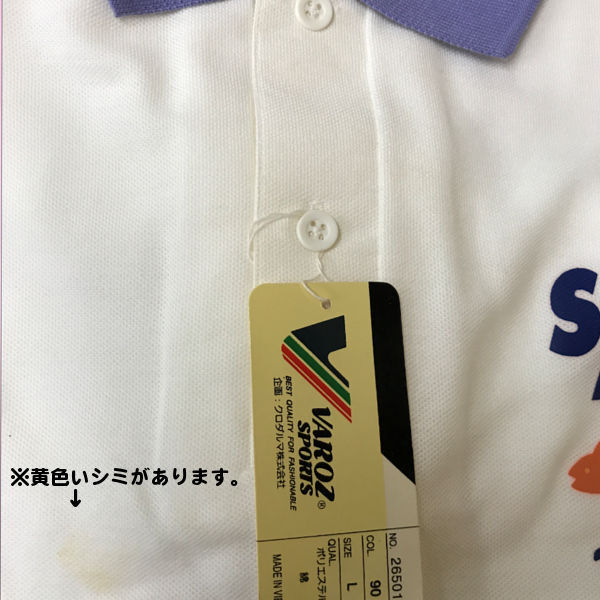 ※黄色いシミがあります。
↓
VAROZ®
SPORTS
BEST QUALITY FOR FASHIONABLE
企画：クロダルマ株式会社
NO. 26501
COL. 90
SIZE L
QUAL.
ポリエステル
綿
MADE IN VI
S